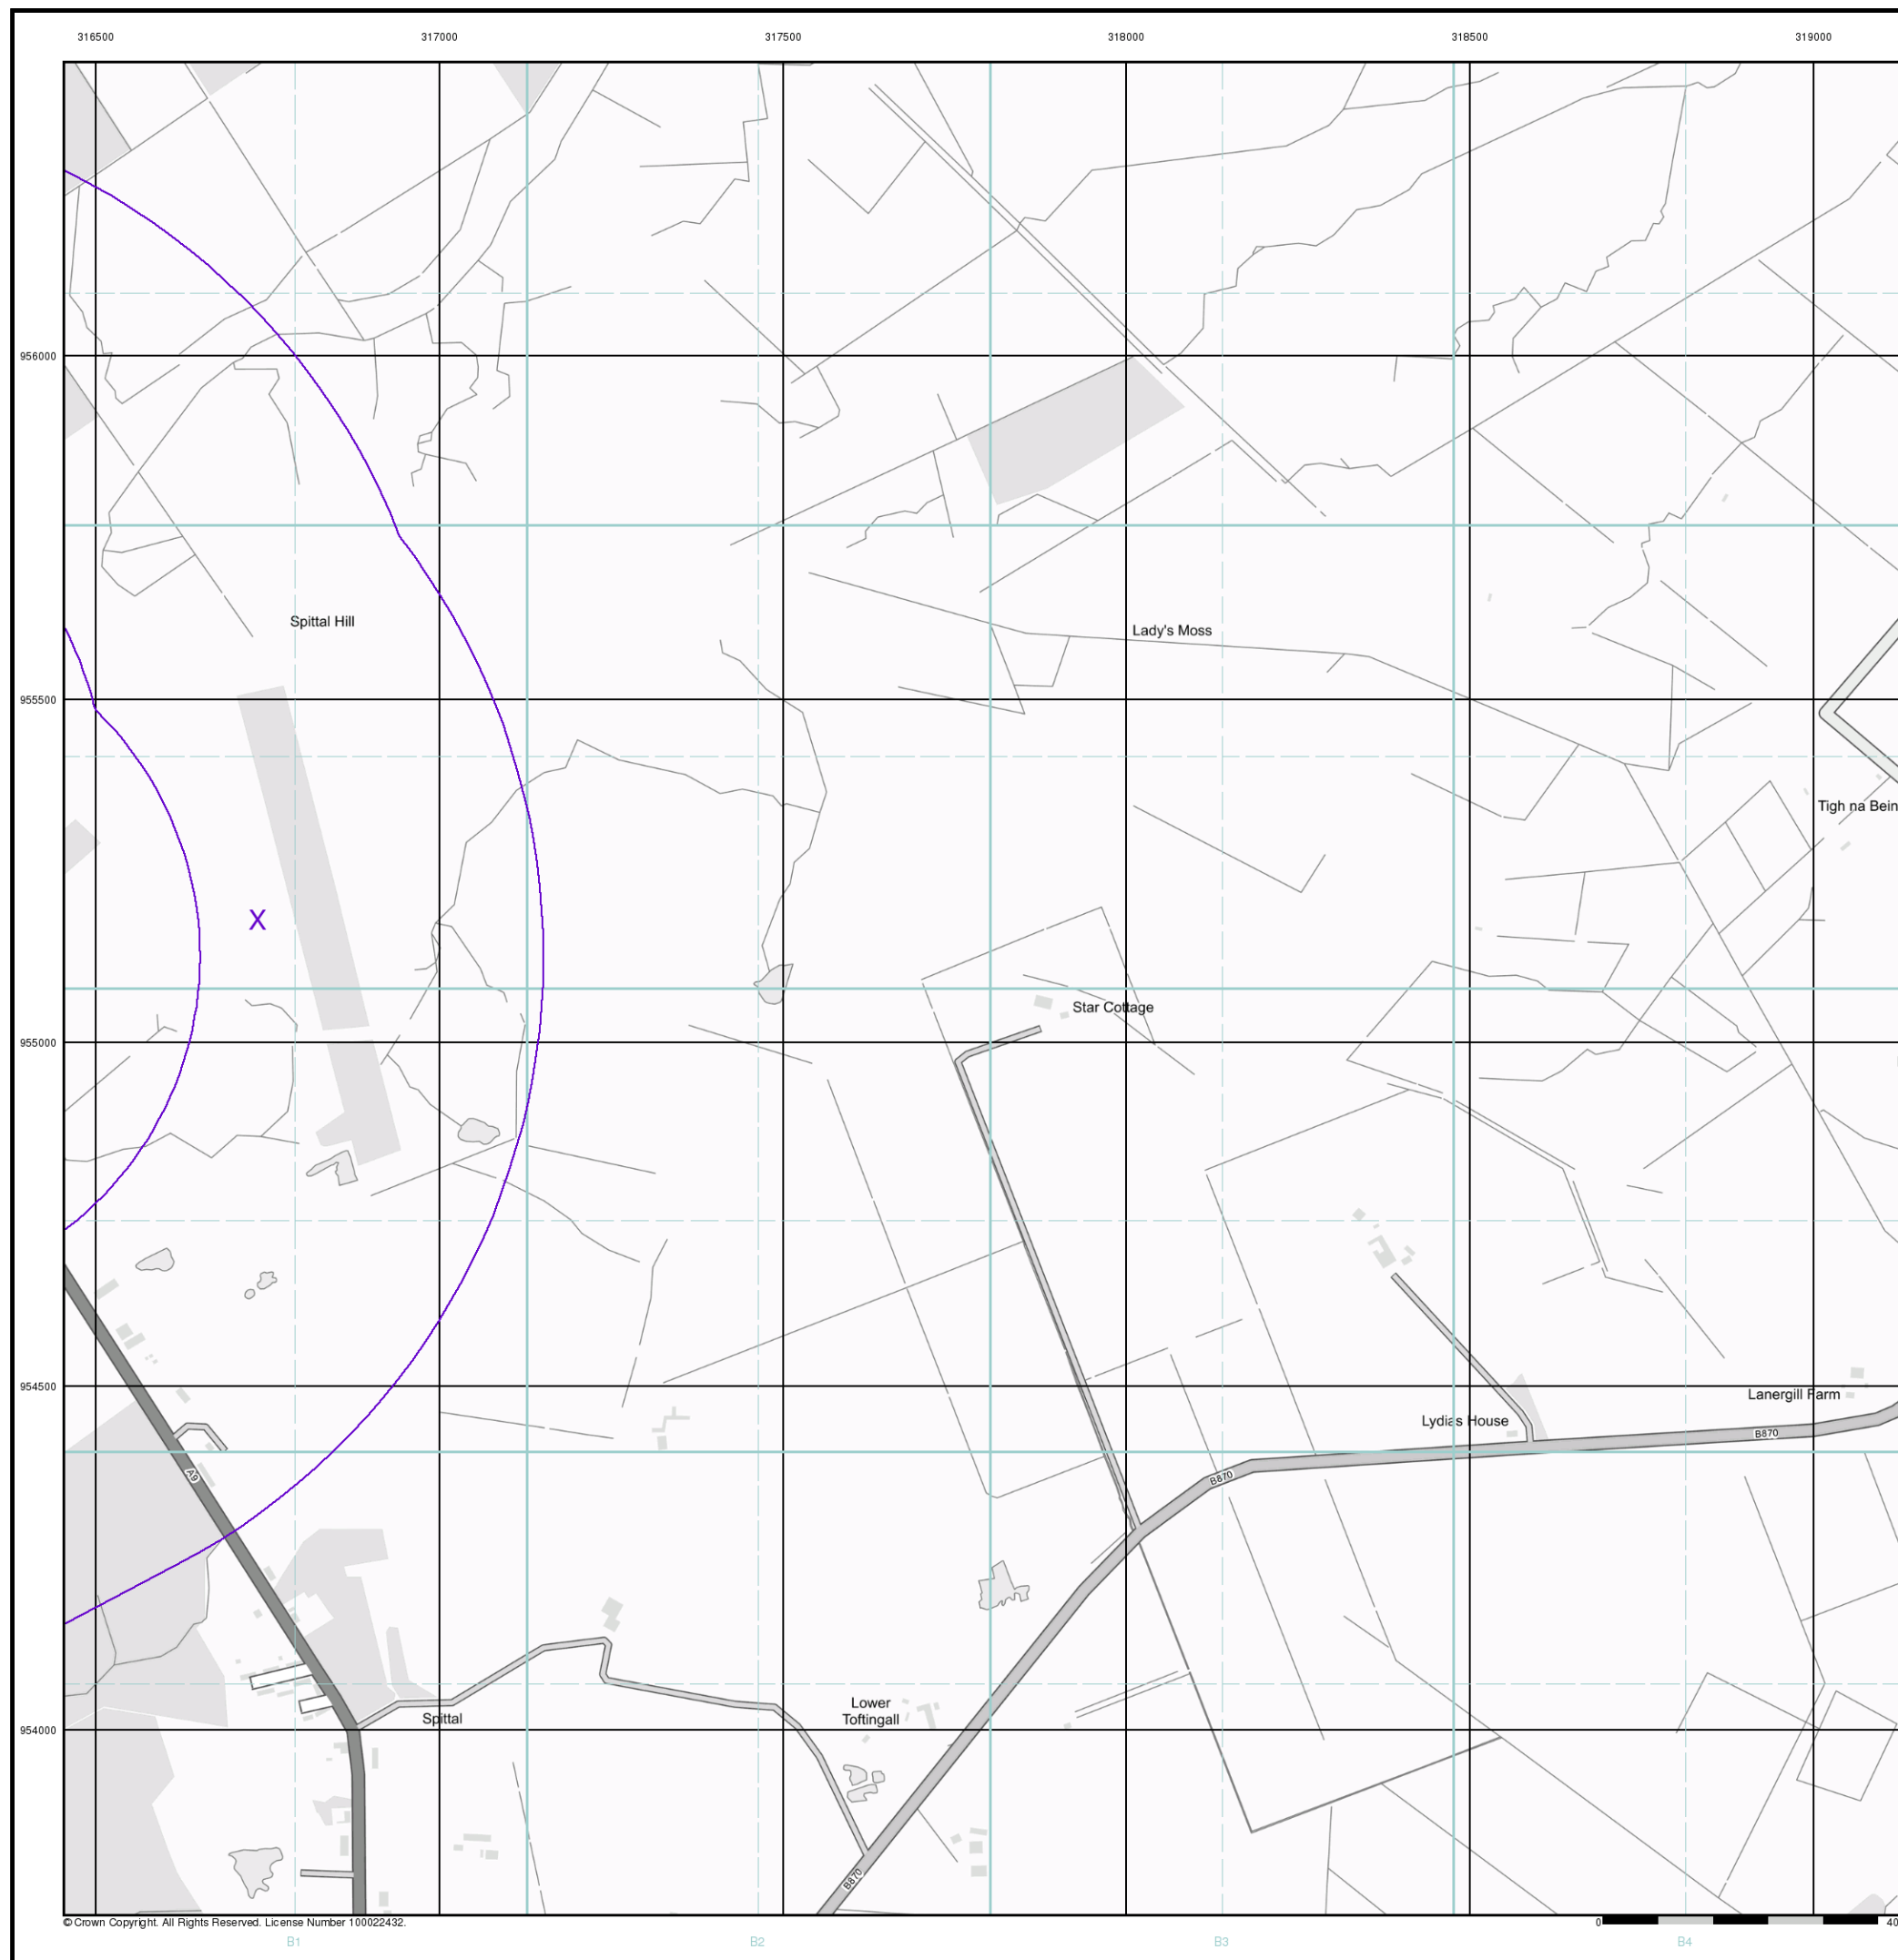 316500 317000 317500 318000 318500 319000
956000
Spittal Hill
Lady's Moss
955500
Tigh na Bein
X
Star Cottage
955000
954500
Lanergill Farm
Lydias House
B870
A9
B870
Lower
Toftingall
Spittal
954000
B870
© Crown Copyright. All Rights Reserved. License Number 100022432.
0 40
B1 B2 B3 B4